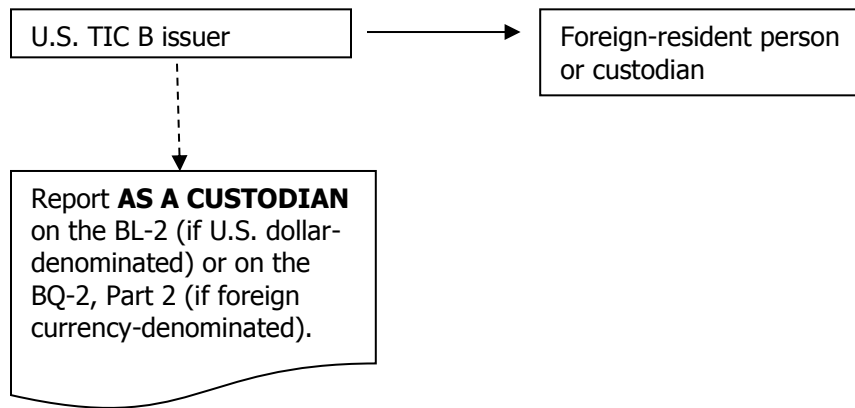 U.S. TIC B issuer
Foreign-resident person
or custodian
Report AS A CUSTODIAN
on the BL-2 (if U.S. dollar-
denominated) or on the
BQ-2, Part 2 (if foreign
currency-denominated).